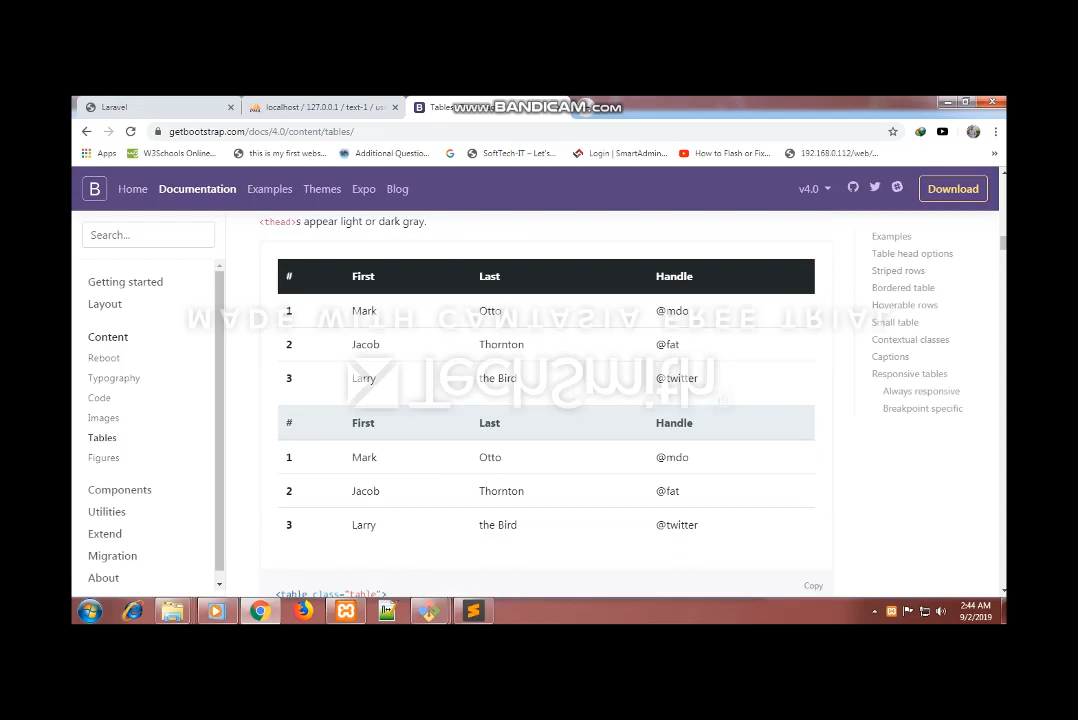 Laravel
localhost / 127.0.0.1 / text-1 / us
Tables
www.BANDICAM.COM
getbootstrap.com/docs/4.0/content/tables/
Apps
W3Schools Online...
this is my first web...
Additional Questio...
SoftTech-IT – Let's...
Login | SmartAdmin...
How to Flash or Fix...
192.168.0.112/web/...
»
B
Home
Documentation
Examples
Themes
Expo
Blog
v4.0
Download
<thead>s appear light or dark gray.
Search...
Getting started
Layout
Content
Reboot
Typography
Code
Images
Tables
Figures
Components
Utilities
Extend
Migration
About
# First Last Handle
1 Mark Otto @mdo
2 Jacob Thornton @fat
3 Larry the Bird @twitter
MADE WITH CAMTASIA FREE TRIAL
TechSmith
# First Last Handle
1 Mark Otto @mdo
2 Jacob Thornton @fat
3 Larry the Bird @twitter
Copy
<table class="table">
Examples
Table head options
Striped rows
Bordered table
Hoverable rows
Small table
Contextual classes
Captions
Responsive tables
Always responsive
Breakpoint specific
2:44 AM
9/2/2019